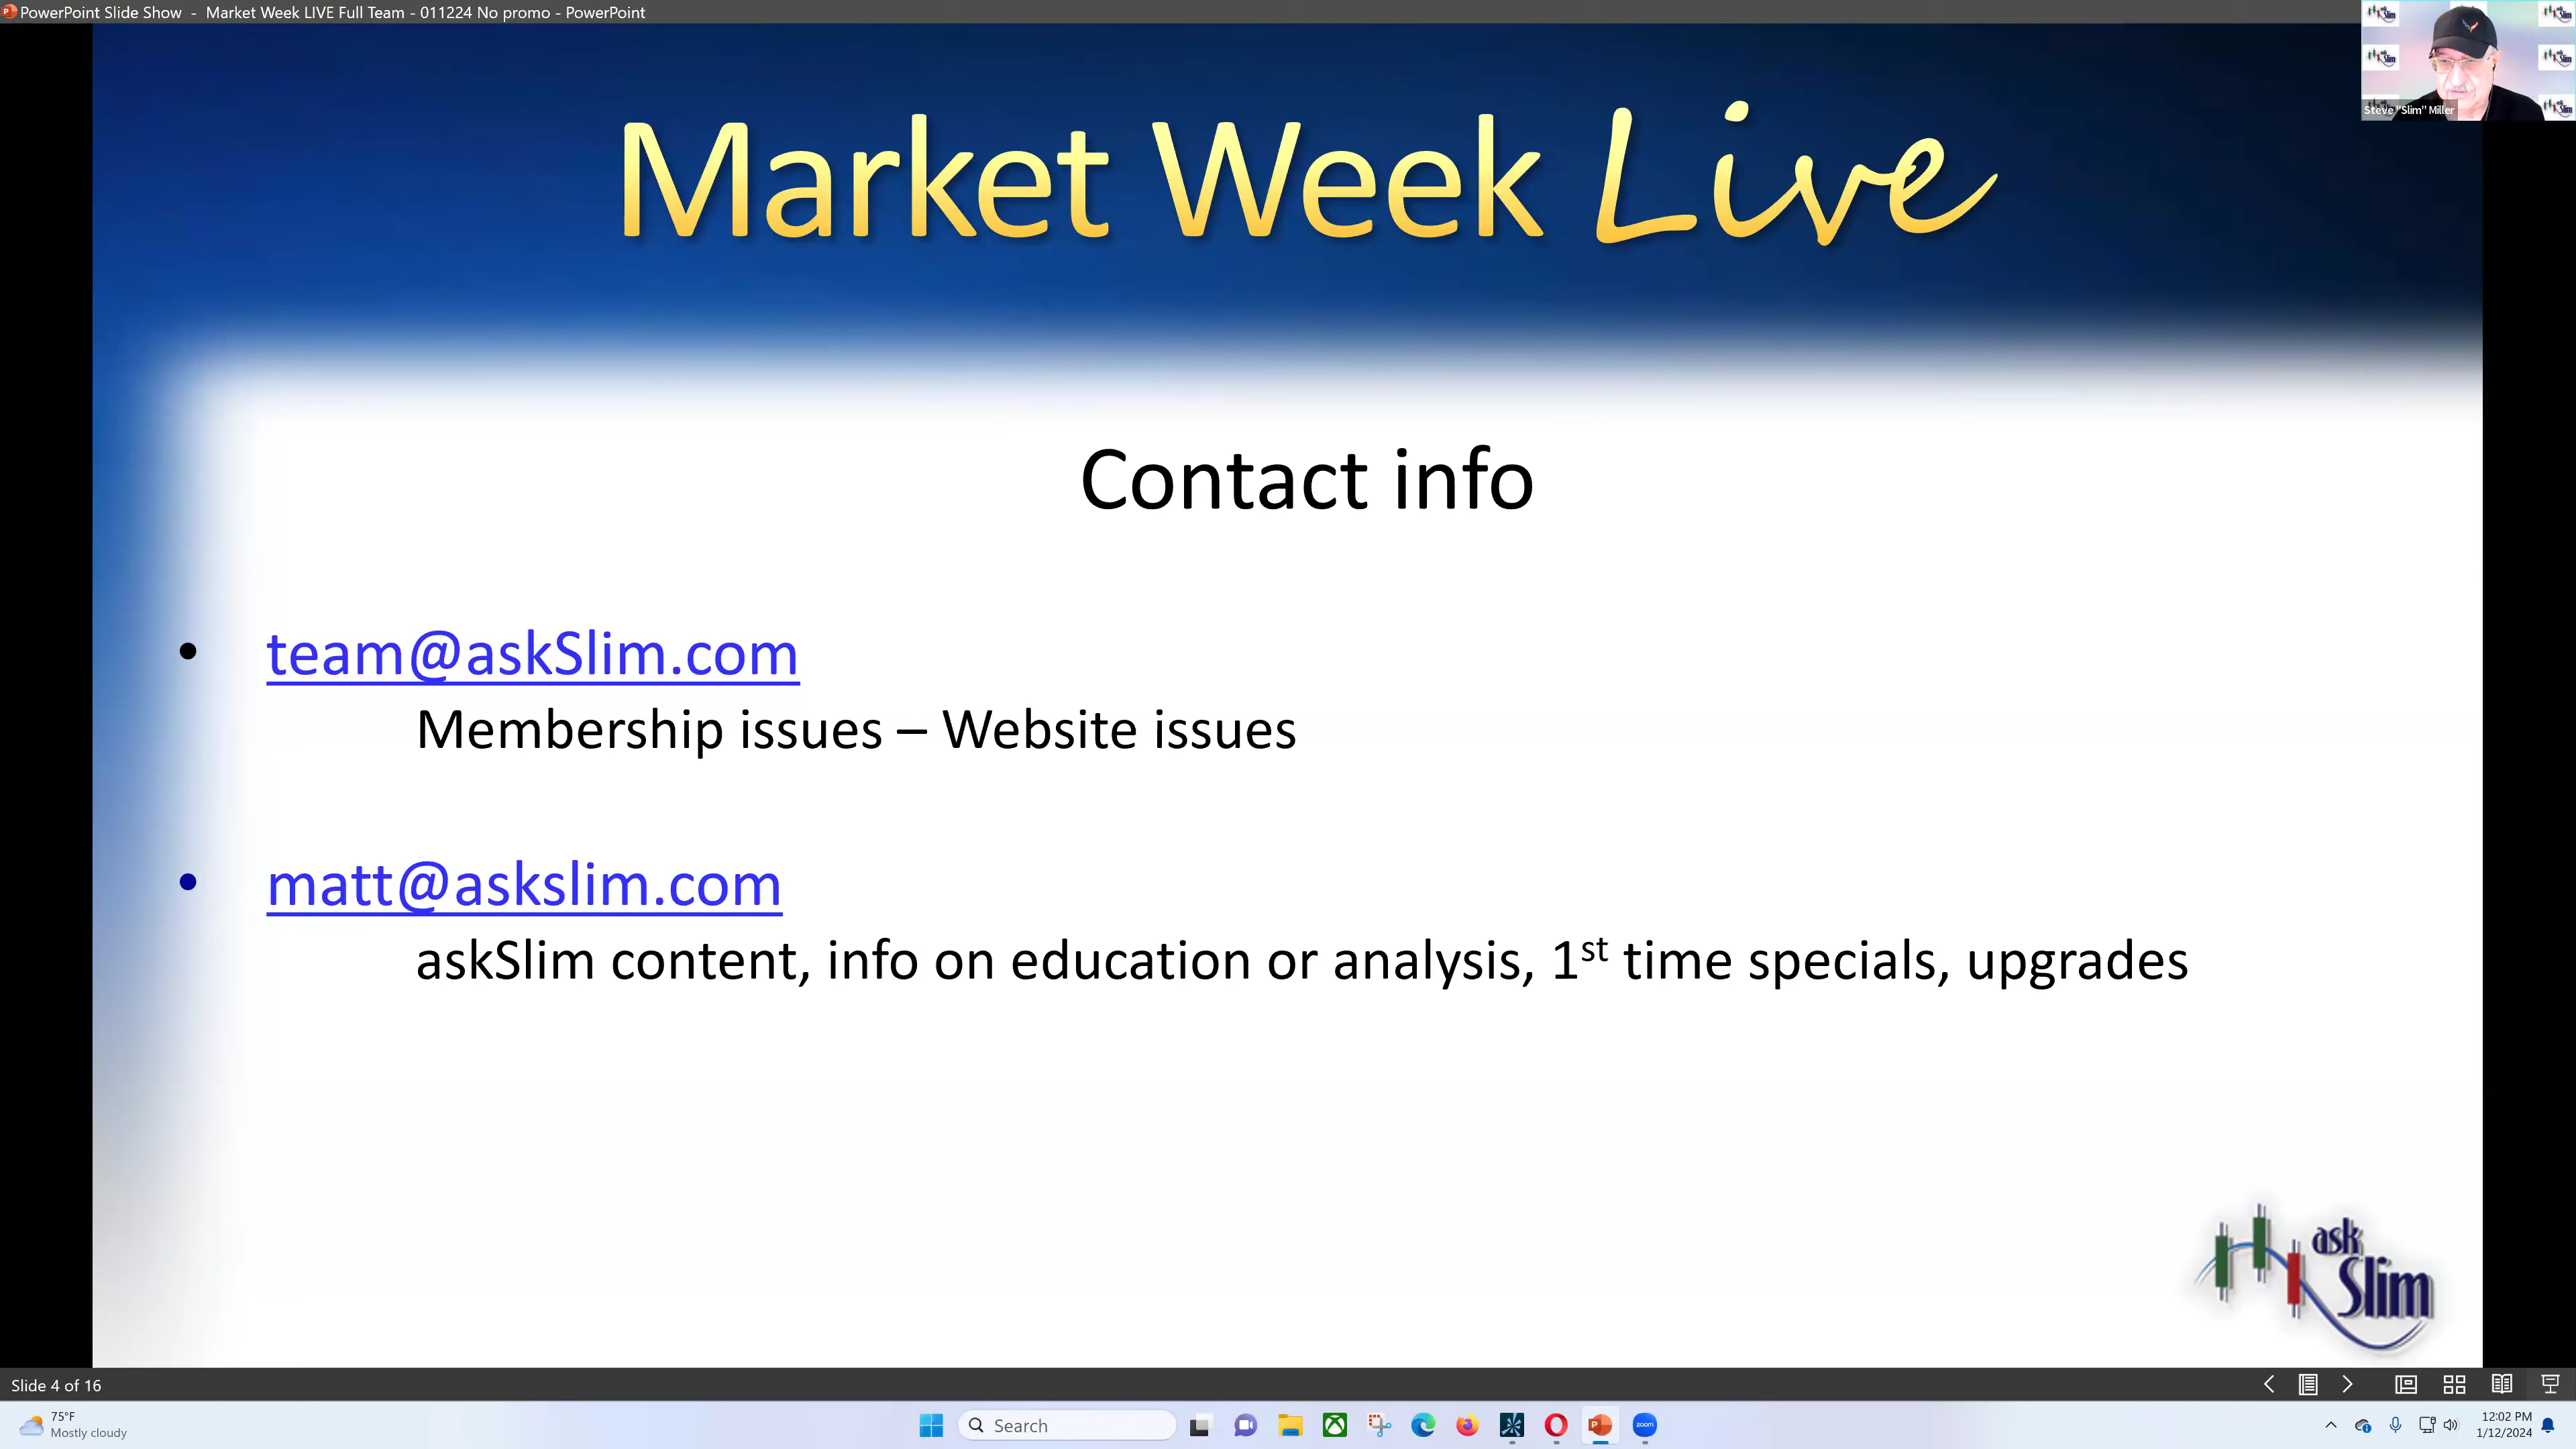 PowerPoint Slide Show - Market Week LIVE Full Team - 011224 No promo - PowerPoint
Steve "Slim" Miller
Market Week Live
Contact info
• team@askSlim.com
Membership issues – Website issues
• matt@askslim.com
askSlim content, info on education or analysis, 1st time specials, upgrades
ask
Slim
Slide 4 of 16
75°F
Mostly cloudy
Search
zoom
12:02 PM
1/12/2024